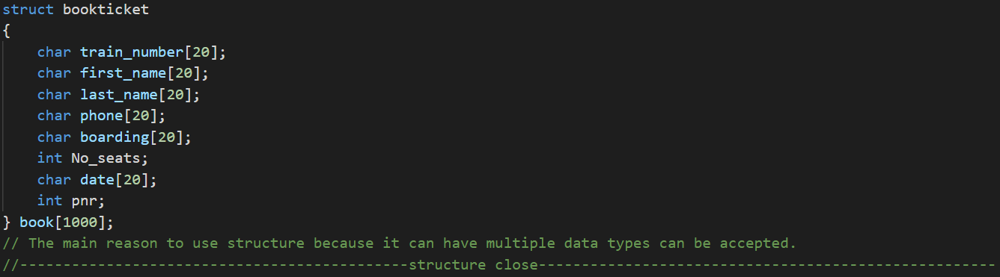 struct bookticket
{
    char train_number[20];
    char first_name[20];
    char last_name[20];
    char phone[20];
    char boarding[20];
    int No_seats;
    char date[20];
    int pnr;
} book[1000];
// The main reason to use structure because it can have multiple data types can be accepted.
//---------------------------------------------structure close-----------------------------------------------------